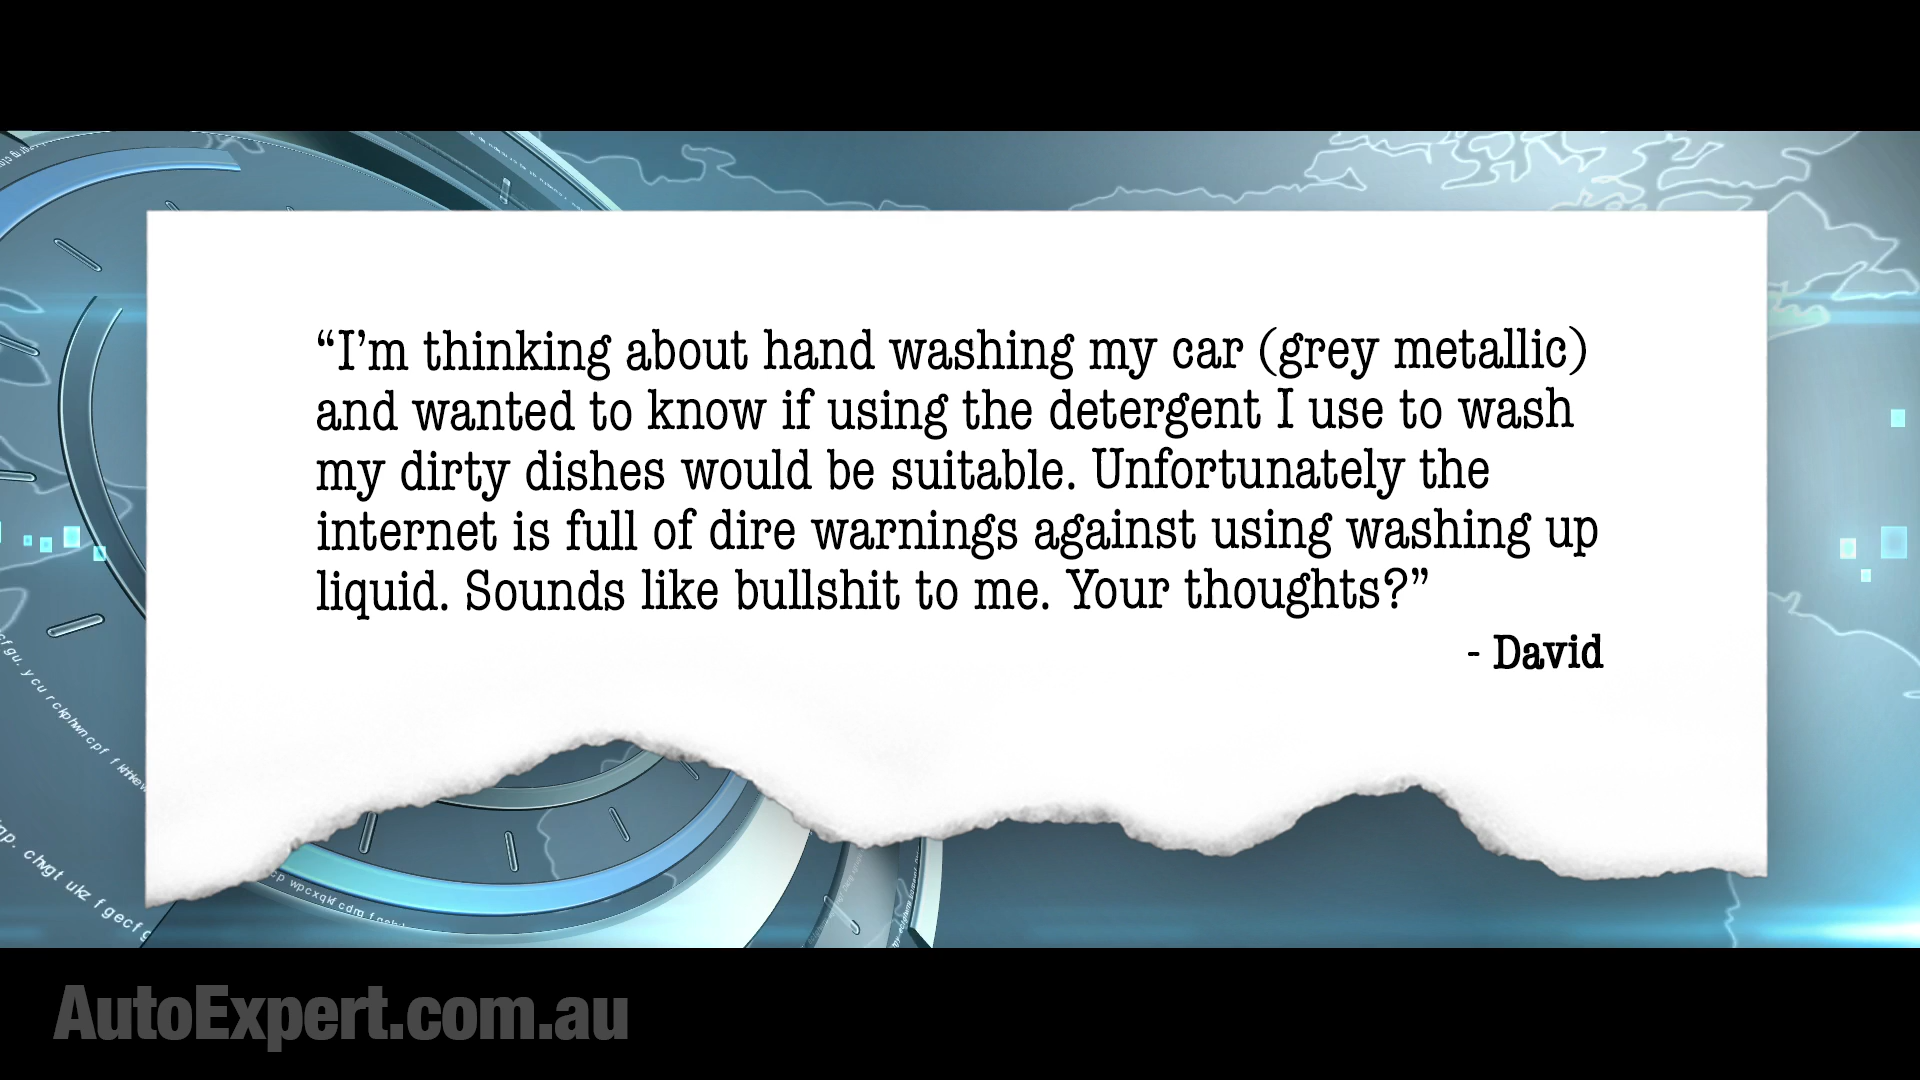 “I’m thinking about hand washing my car (grey metallic)
and wanted to know if using the detergent I use to wash
my dirty dishes would be suitable. Unfortunately the
internet is full of dire warnings against using washing up
liquid. Sounds like bullshit to me. Your thoughts?”
- David
AutoExpert.com.au